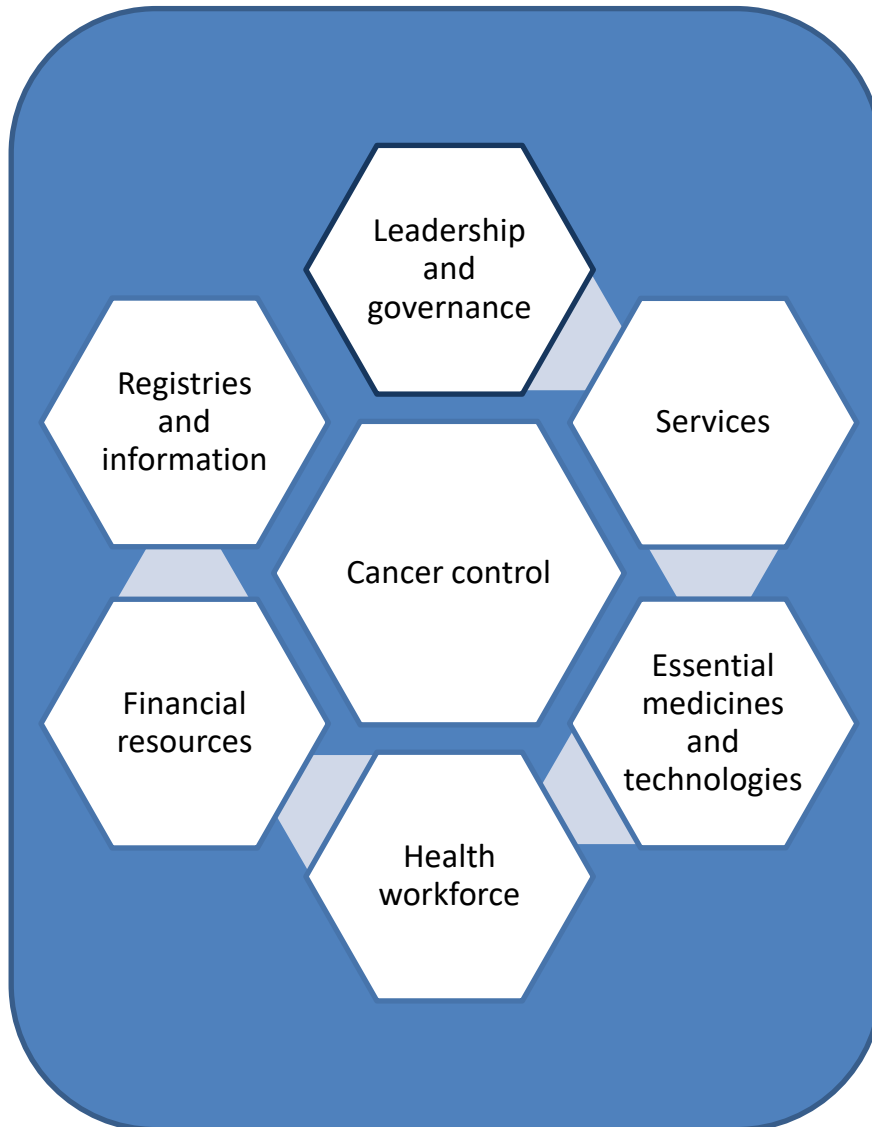 Leadership
and
governance
Registries
and
information
Services
Cancer control
Financial
resources
Essential
medicines
and
technologies
Health
workforce